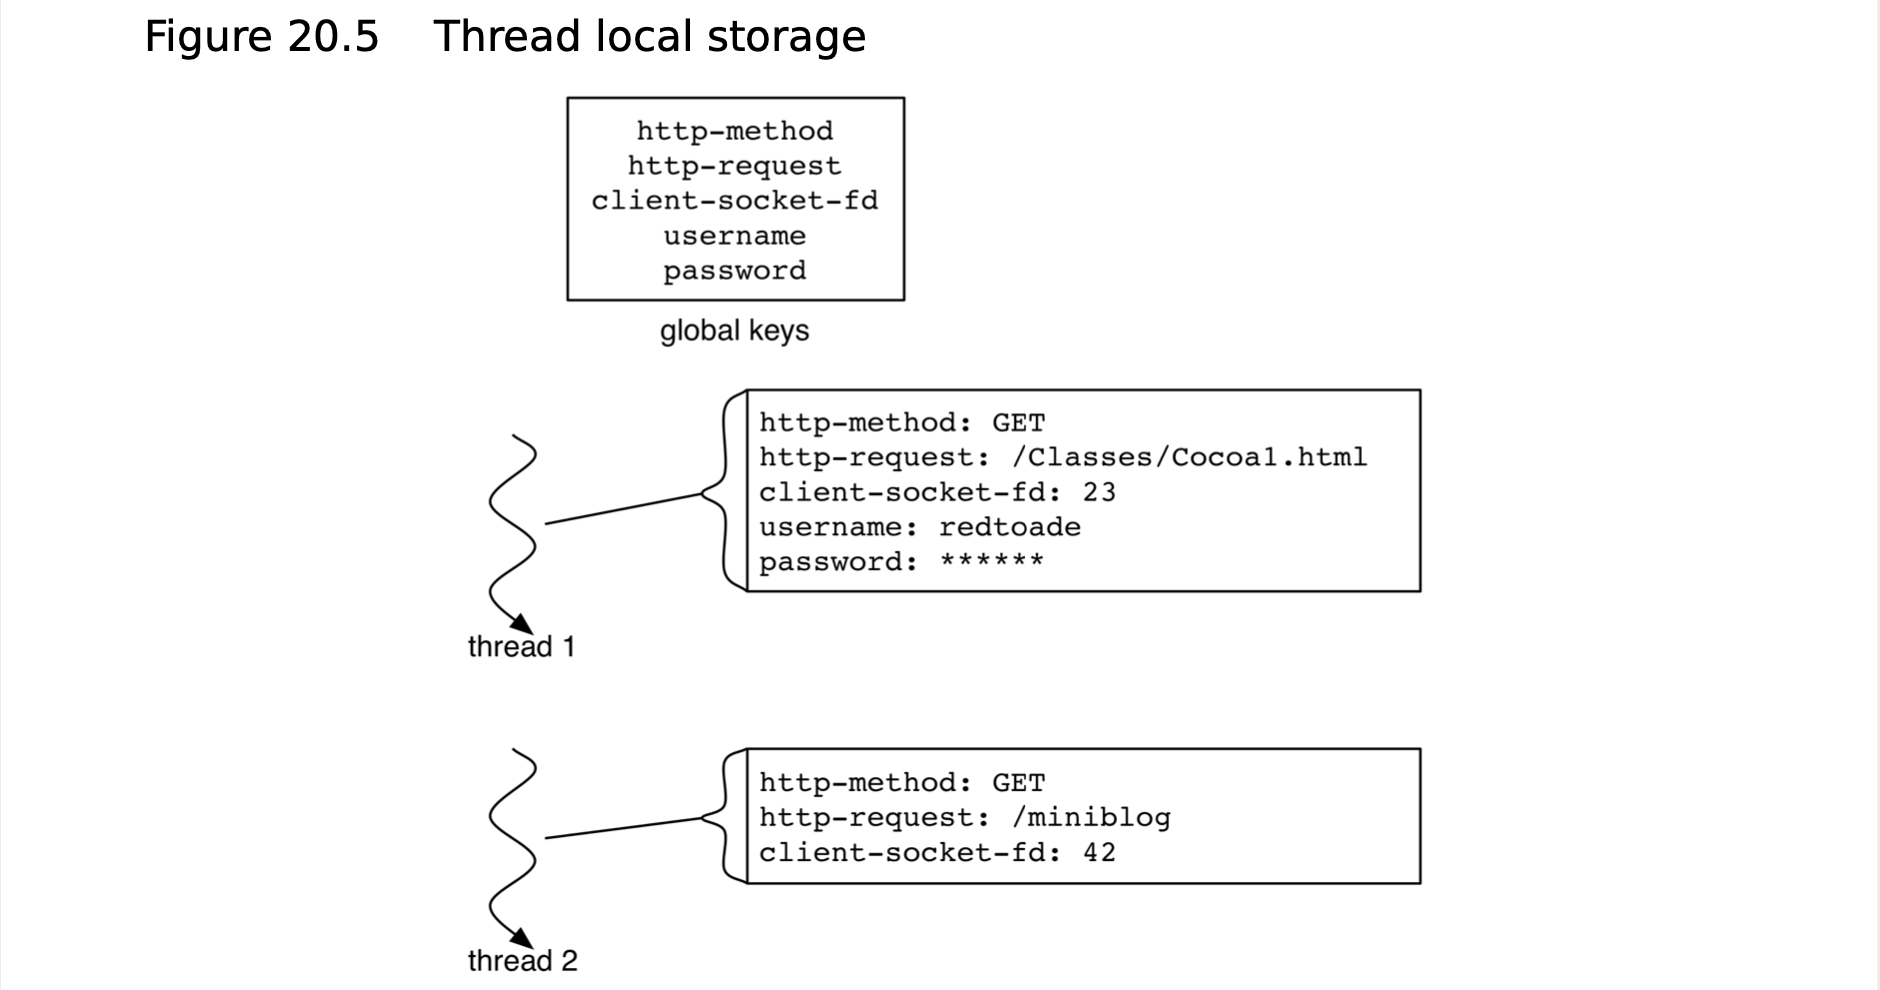 Figure 20.5 Thread local storage
http-method
http-request
client-socket-fd
username
password
global keys
http-method: GET
http-request: /Classes/Cocoa1.html
client-socket-fd: 23
username: redtoade
password: ******
thread 1
http-method: GET
http-request: /miniblog
client-socket-fd: 42
thread 2